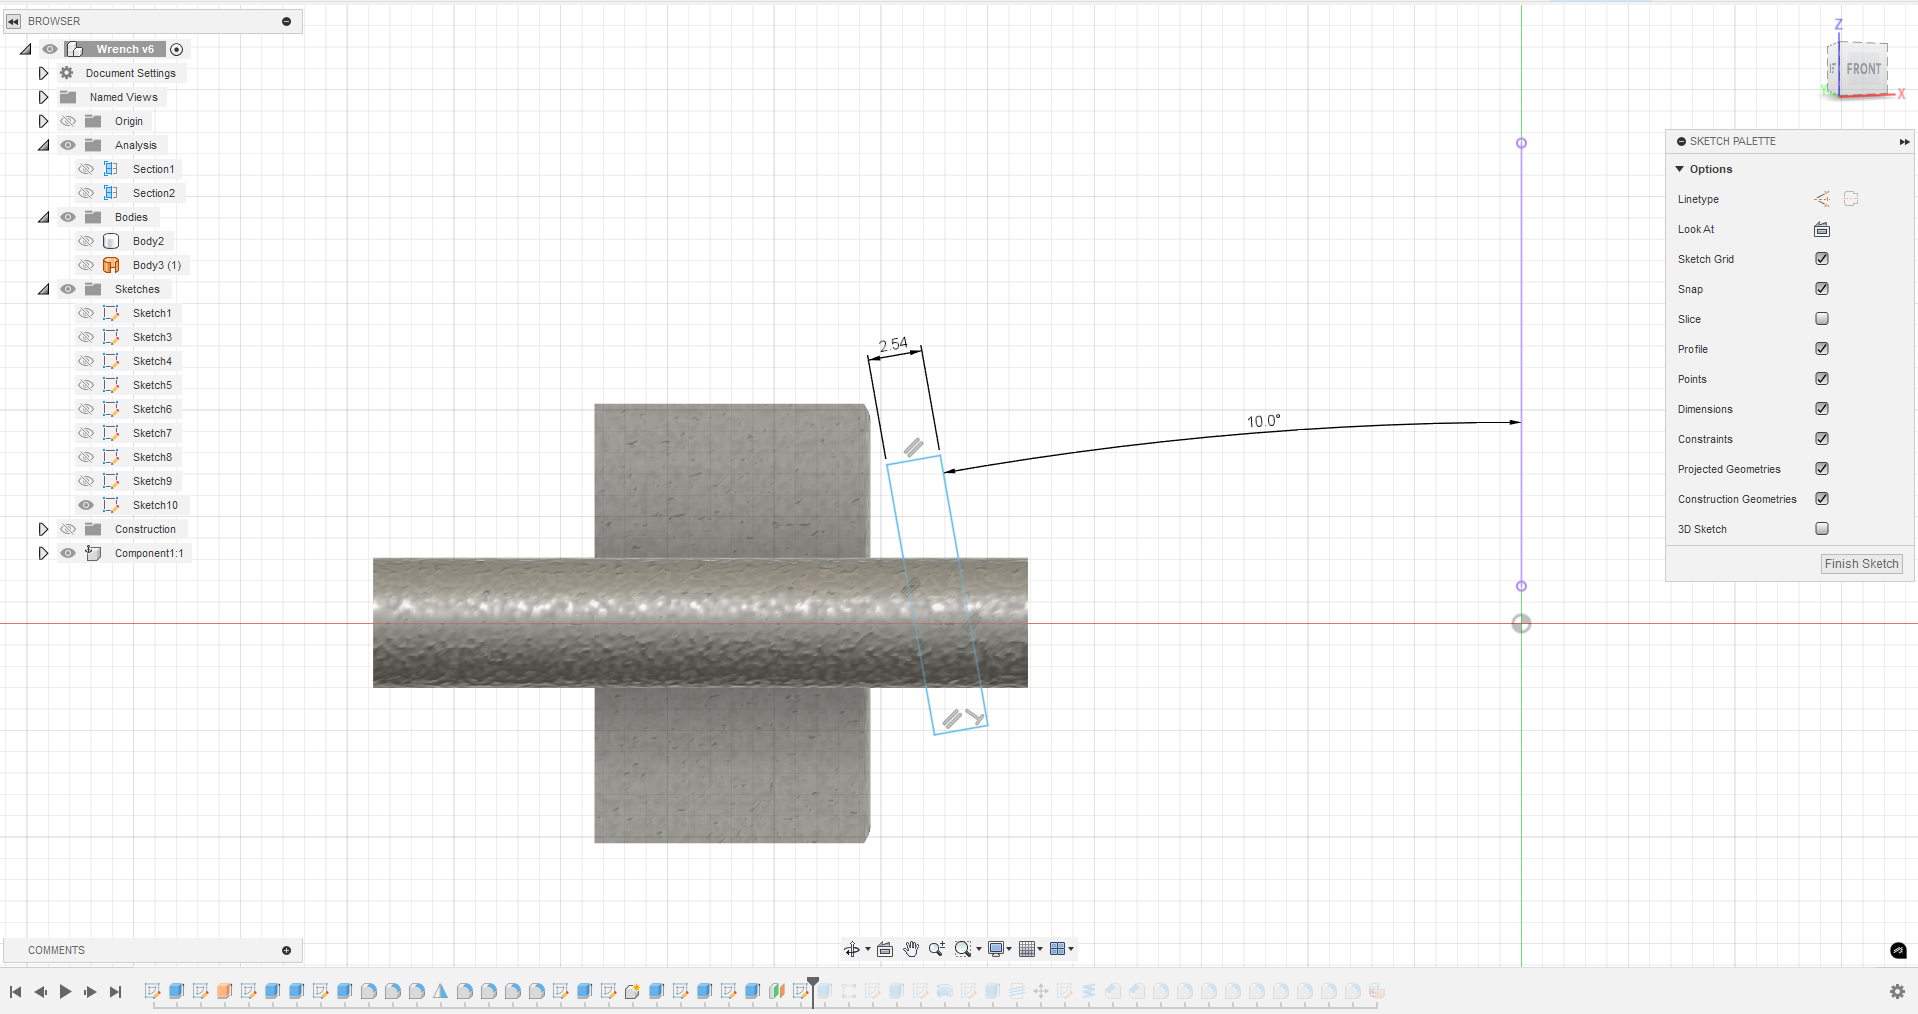 BROWSER
Wrench v6
Document Settings
Named Views
Origin
Analysis
Section1
Section2
Bodies
Body2
Body3 (1)
Sketches
Sketch1
Sketch3
Sketch4
Sketch5
Sketch6
Sketch7
Sketch8
Sketch9
Sketch10
Construction
Component1:1
2.54
10.0°
Z
FRONT
X
Y
SKETCH PALETTE
Options
Linetype
Look At
Sketch Grid
Snap
Slice
Profile
Points
Dimensions
Constraints
Projected Geometries
Construction Geometries
3D Sketch
Finish Sketch
COMMENTS